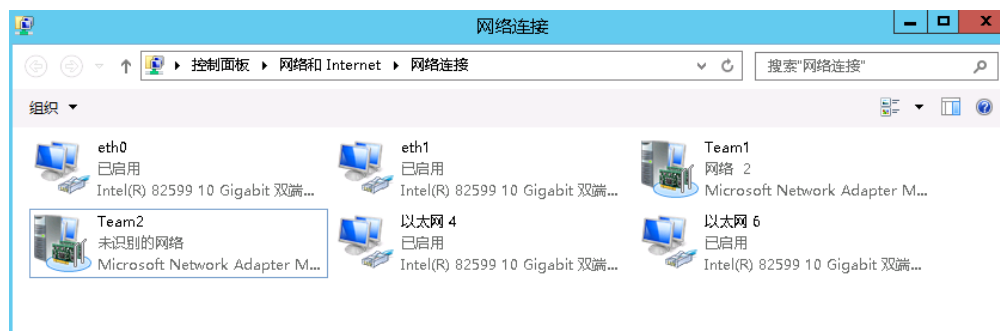 网络连接
控制面板 ▸ 网络和 Internet ▸ 网络连接
搜索"网络连接"
组织
eth0
已启用
Intel(R) 82599 10 Gigabit 双端...
eth1
已启用
Intel(R) 82599 10 Gigabit 双端...
Team1
网络 2
Microsoft Network Adapter M...
Team2
未识别的网络
Microsoft Network Adapter M...
以太网 4
已启用
Intel(R) 82599 10 Gigabit 双端...
以太网 6
已启用
Intel(R) 82599 10 Gigabit 双端...